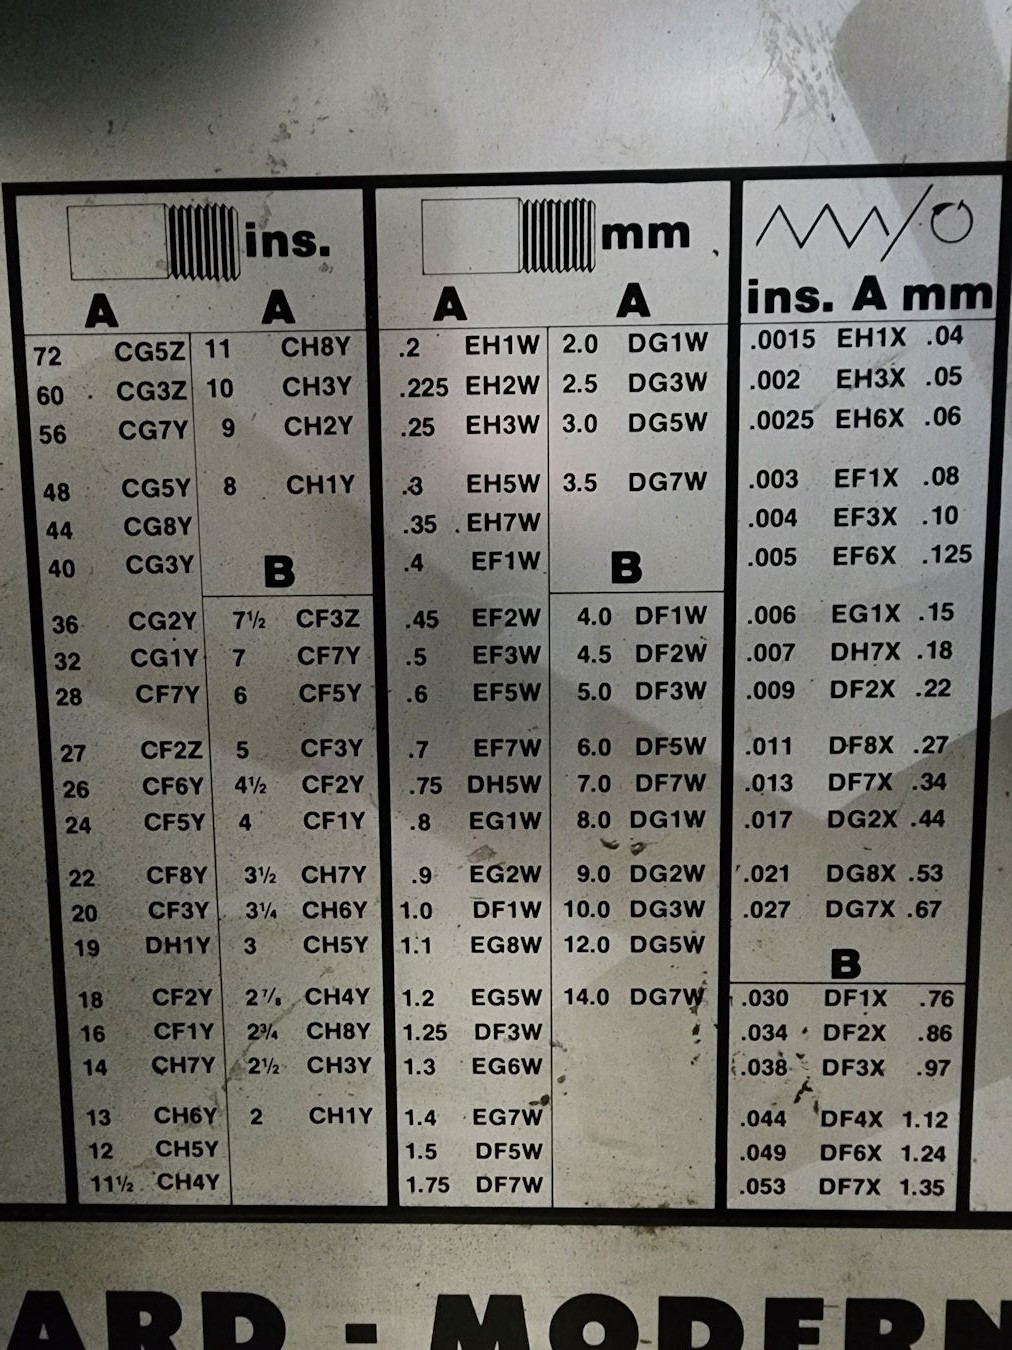 ins.
mm
A A
A A
ins. A mm
72 CG5Z 11 CH8Y .2 EH1W 2.0 DG1W .0015 EH1X .04
60 CG3Z 10 CH3Y .225 EH2W 2.5 DG3W .002 EH3X .05
56 CG7Y 9 CH2Y .25 EH3W 3.0 DG5W .0025 EH6X .06
48 CG5Y 8 CH1Y .3 EH5W 3.5 DG7W .003 EF1X .08
44 CG8Y .35 EH7W .004 EF3X .10
40 CG3Y B .4 EF1W B .005 EF6X .125
36 CG2Y 7½ CF3Z .45 EF2W 4.0 DF1W .006 EG1X .15
32 CG1Y 7 CF7Y .5 EF3W 4.5 DF2W .007 DH7X .18
28 CF7Y 6 CF5Y .6 EF5W 5.0 DF3W .009 DF2X .22
27 CF2Z 5 CF3Y .7 EF7W 6.0 DF5W .011 DF8X .27
26 CF6Y 4½ CF2Y .75 DH5W 7.0 DF7W .013 DF7X .34
24 CF5Y 4 CF1Y .8 EG1W 8.0 DG1W .017 DG2X .44
22 CF8Y 3½ CH7Y .9 EG2W 9.0 DG2W .021 DG8X .53
20 CF3Y 3¼ CH6Y 1.0 DF1W 10.0 DG3W .027 DG7X .67
19 DH1Y 3 CH5Y 1.1 EG8W 12.0 DG5W B
18 CF2Y 2⅞ CH4Y 1.2 EG5W 14.0 DG7W .030 DF1X .76
16 CF1Y 2¾ CH8Y 1.25 DF3W .034 DF2X .86
14 CH7Y 2½ CH3Y 1.3 EG6W .038 DF3X .97
13 CH6Y 2 CH1Y 1.4 EG7W .044 DF4X 1.12
12 CH5Y 1.5 DF5W .049 DF6X 1.24
11½ CH4Y 1.75 DF7W .053 DF7X 1.35
ARD - MODERN